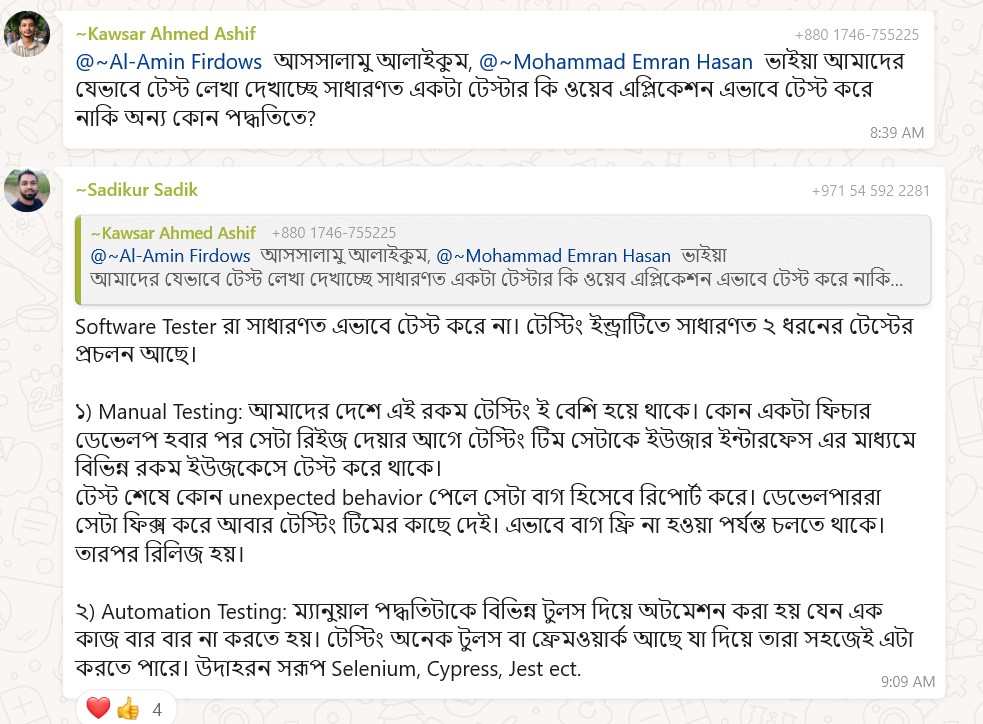 ~Kawsar Ahmed Ashif +880 1746-755225
@~Al-Amin Firdows আসসালামু আলাইকুম, @~Mohammad Emran Hasan ভাইয়া আমাদের
যেভাবে টেস্ট লেখা দেখাচ্ছে সাধারণত একটা টেস্টার কি ওয়েব এপ্লিকেশন এভাবে টেস্ট করে
নাকি অন্য কোন পদ্ধতিতে?
8:39 AM
~Sadikur Sadik +971 54 592 2281
~Kawsar Ahmed Ashif +880 1746-755225
@~Al-Amin Firdows আসসালামু আলাইকুম, @~Mohammad Emran Hasan ভাইয়া
আমাদের যেভাবে টেস্ট লেখা দেখাচ্ছে সাধারণত একটা টেস্টার কি ওয়েব এপ্লিকেশন এভাবে টেস্ট করে নাকি...
Software Tester রা সাধারণত এভাবে টেস্ট করে না। টেস্টিং ইন্ড্রাটিতে সাধারণত ২ ধরনের টেস্টের
প্রচলন আছে।
১) Manual Testing: আমাদের দেশে এই রকম টেস্টিং ই বেশি হয়ে থাকে। কোন একটা ফিচার
ডেভেলপ হবার পর সেটা রিইজ দেয়ার আগে টেস্টিং টিম সেটাকে ইউজার ইন্টারফেস এর মাধ্যমে
বিভিন্ন রকম ইউজকেসে টেস্ট করে থাকে।
টেস্ট শেষে কোন unexpected behavior পেলে সেটা বাগ হিসেবে রিপোর্ট করে। ডেভেলপাররা
সেটা ফিক্স করে আবার টেস্টিং টিমের কাছে দেই। এভাবে বাগ ফ্রি না হওয়া পর্যন্ত চলতে থাকে।
তারপর রিলিজ হয়।
২) Automation Testing: ম্যানুয়াল পদ্ধতিটাকে বিভিন্ন টুলস দিয়ে অটমেশন করা হয় যেন এক
কাজ বার বার না করতে হয়। টেস্টিং অনেক টুলস বা ফ্রেমওয়ার্ক আছে যা দিয়ে তারা সহজেই এটা
করতে পারে। উদাহরন সরূপ Selenium, Cypress, Jest ect.
9:09 AM
4